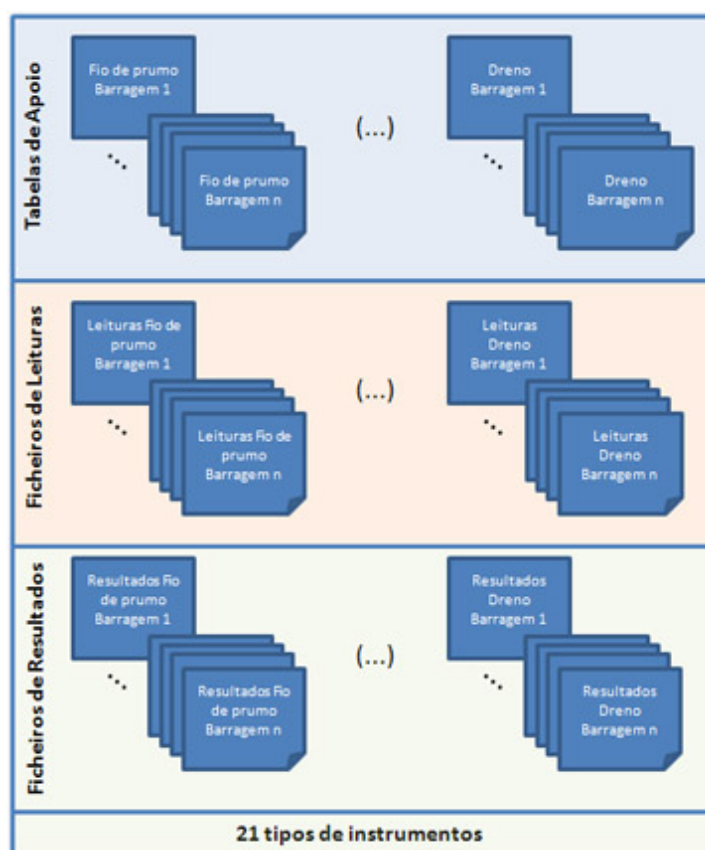 Tabelas de Apoio
Fio de prumo
Barragem 1
...
Fio de prumo
Barragem n
(...)
Dreno
Barragem 1
...
Dreno
Barragem n
Ficheiros de Leituras
Leituras Fio de
prumo
Barragem 1
...
Leituras Fio de
prumo
Barragem n
(...)
Leituras
Dreno
Barragem 1
...
Leituras
Dreno
Barragem n
Ficheiros de Resultados
Resultados Fio
de prumo
Barragem 1
...
Resultados Fio
de prumo
Barragem n
(...)
Resultados
Dreno
Barragem 1
...
Resultados
Dreno
Barragem n
21 tipos de instrumentos